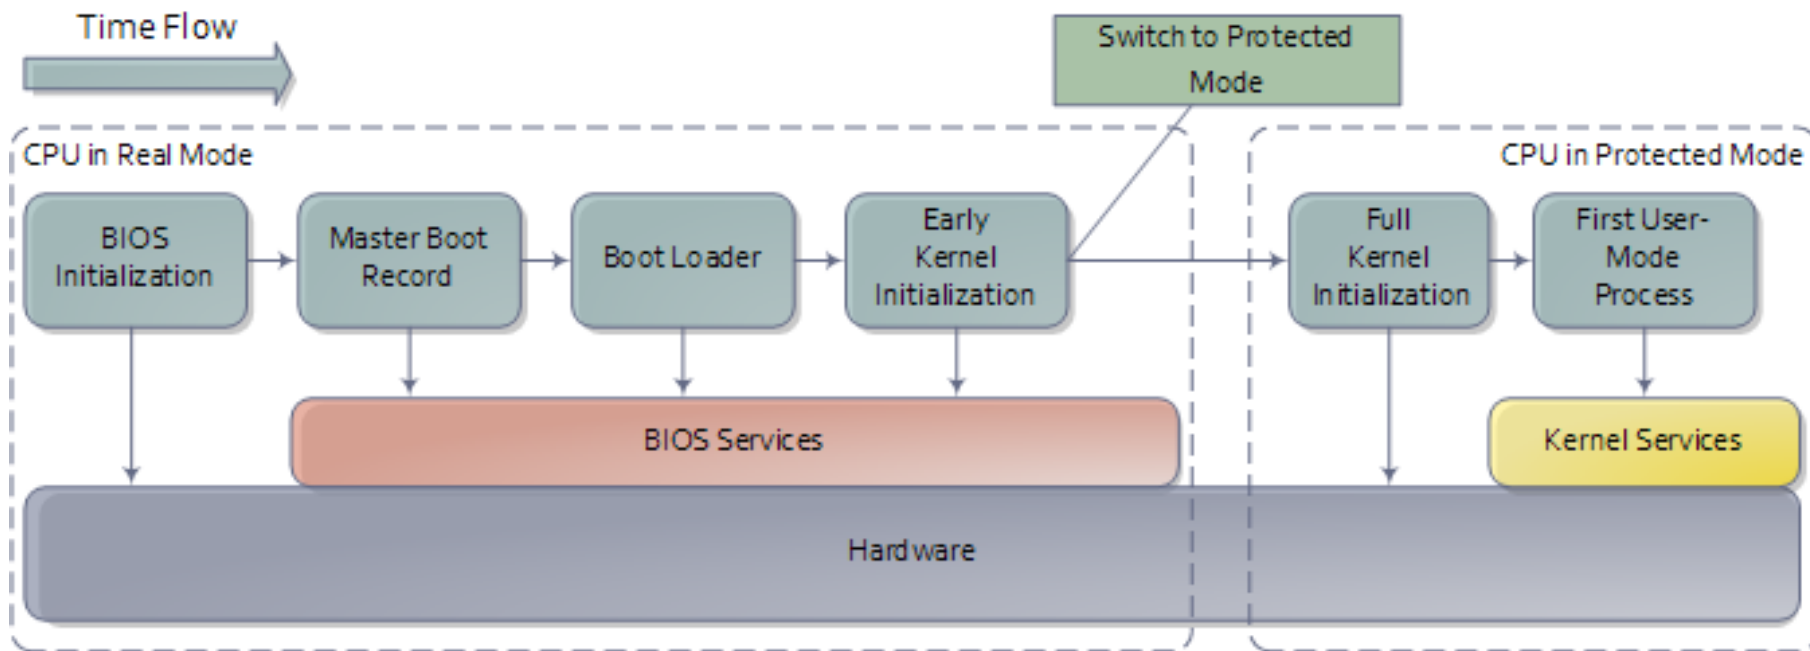 Time Flow
Switch to Protected
Mode
CPU in Real Mode
CPU in Protected Mode
BIOS
Initialization
Master Boot
Record
Boot Loader
Early
Kernel
Initialization
Full
Kernel
Initialization
First User-
Mode
Process
BIOS Services
Kernel Services
Hardware